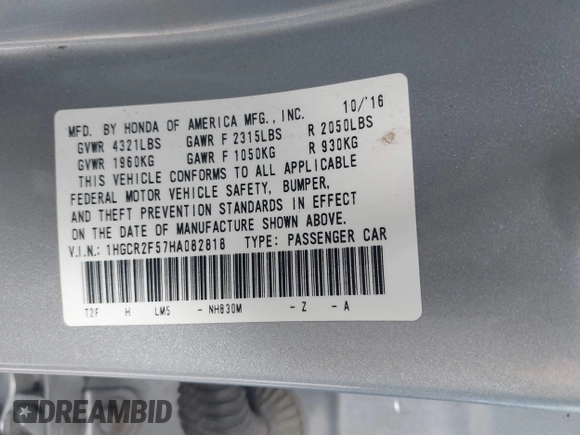 MFD. BY HONDA OF AMERICA MFG., INC. 10/'16
GVWR 4321LBS GAWR F 2315LBS R 2050LBS
GVWR 1960KG GAWR F 1050KG R 930KG
THIS VEHICLE CONFORMS TO ALL APPLICABLE
FEDERAL MOTOR VEHICLE SAFETY, BUMPER,
AND THEFT PREVENTION STANDARDS IN EFFECT
ON THE DATE OF MANUFACTURE SHOWN ABOVE.
V.I.N.: 1HGCR2F57HA082818 TYPE: PASSENGER CAR
T2F H LM5 - NH830M - Z - A
DREAMBID